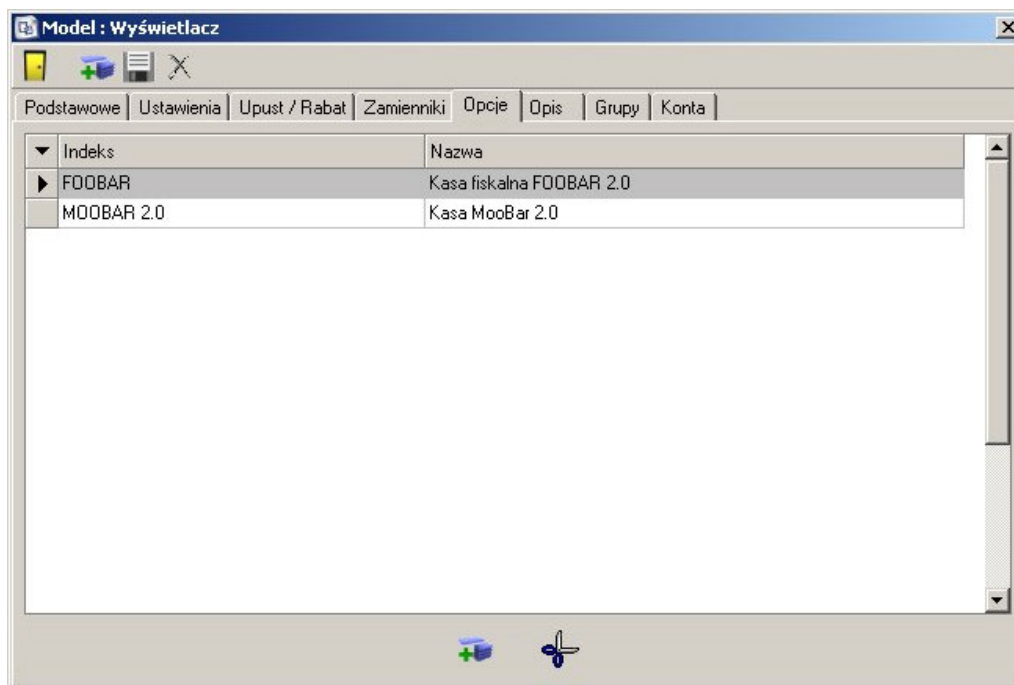 Model : Wyświetlacz
Podstawowe Ustawienia Upust / Rabat Zamienniki Opcje Opis Grupy Konta
Indeks Nazwa
FOOBAR Kasa fiskalna FOOBAR 2.0
MOOBAR 2.0 Kasa MooBar 2.0